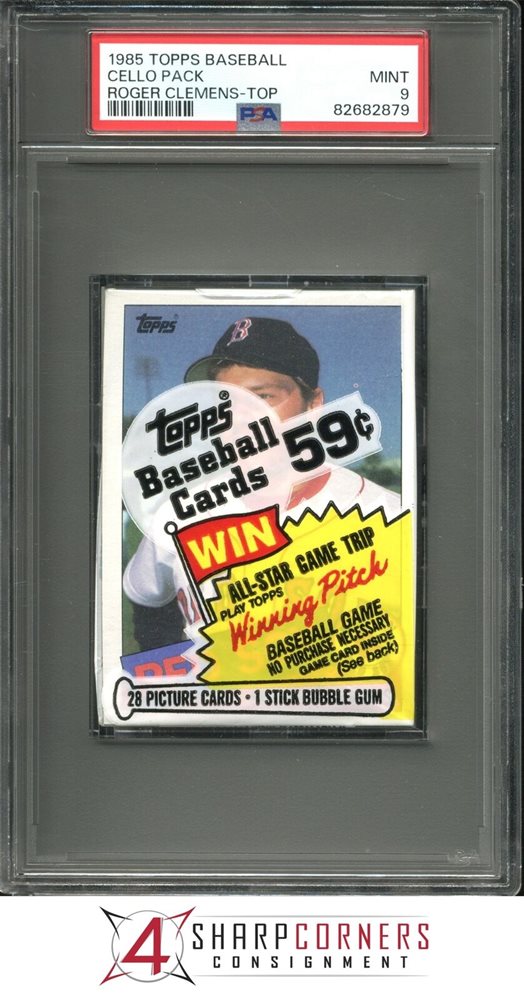 1985 TOPPS BASEBALL
CELLO PACK MINT
ROGER CLEMENS-TOP 9
PSA 82682879
topps
B
topps®
Baseball
Cards 59¢
WIN
ALL-STAR GAME TRIP
PLAY TOPPS
Winning Pitch
BASEBALL GAME
NO PURCHASE NECESSARY
GAME CARD INSIDE
(See back)
RE
28 PICTURE CARDS • 1 STICK BUBBLE GUM
4 SHARPCORNERS
CONSIGNMENT